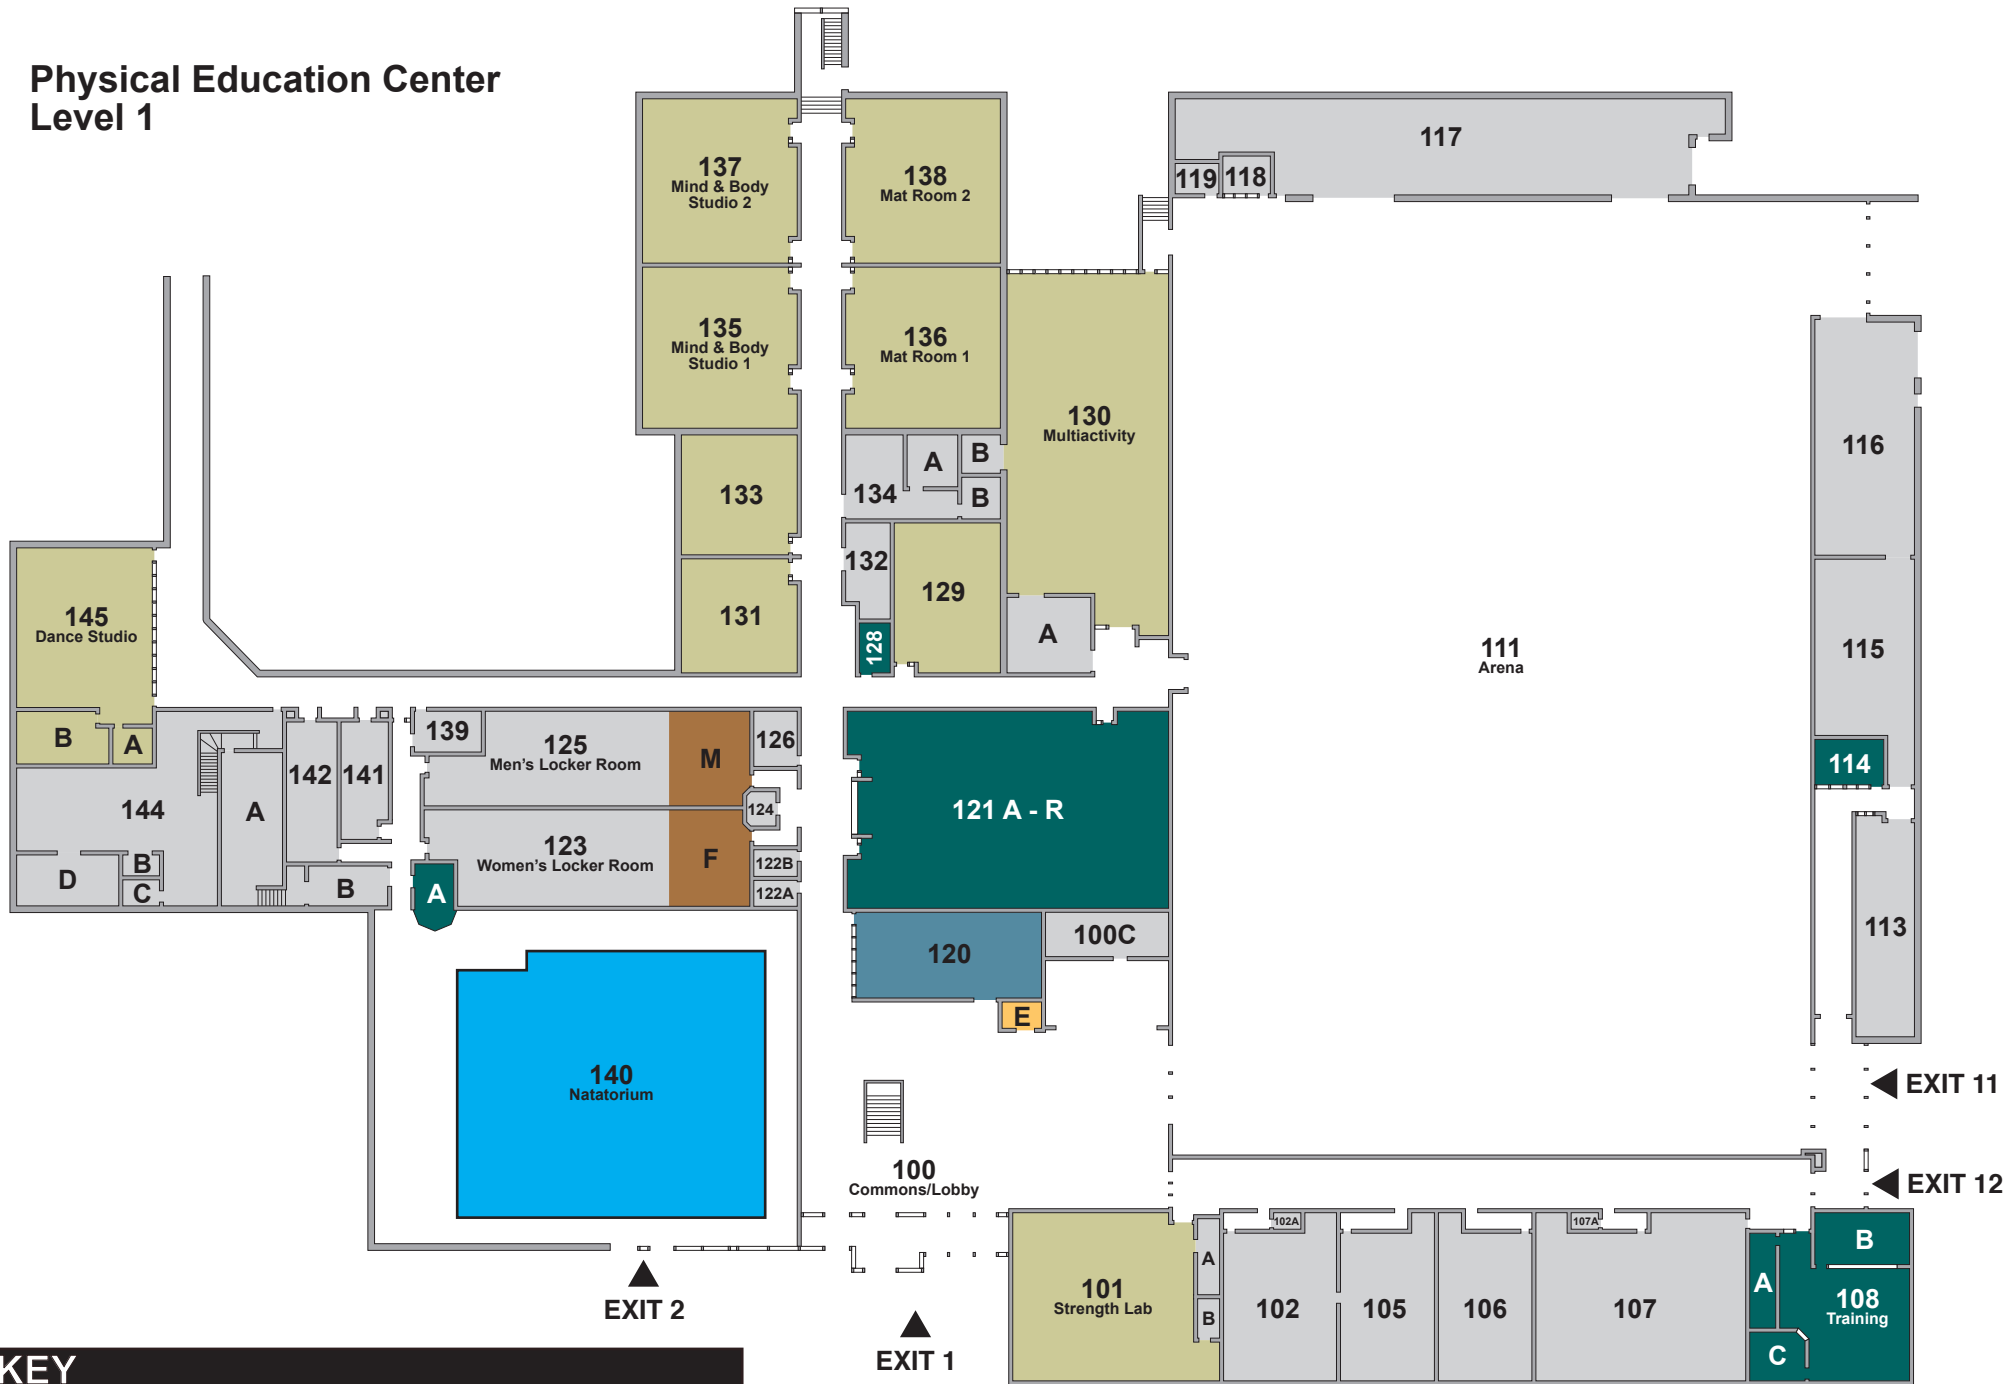 Physical Education Center
Level 1
117
119
118
137
Mind & Body
Studio 2
138
Mat Room 2
135
Mind & Body
Studio 1
136
Mat Room 1
130
Multiactivity
116
A
B
133
134
B
132
129
131
128
A
145
Dance Studio
111
Arena
115
B
A
139
125
Men's Locker Room
M
126
142
141
114
144
A
124
121 A - R
123
Women's Locker Room
F
122B
B
D
C
B
A
122A
113
120
100C
E
140
Natatorium
EXIT 11
100
Commons/Lobby
EXIT 12
102A
107A
A
B
101
Strength Lab
B
102
105
106
107
A
108
Training
C
EXIT 2
EXIT 1
KEY